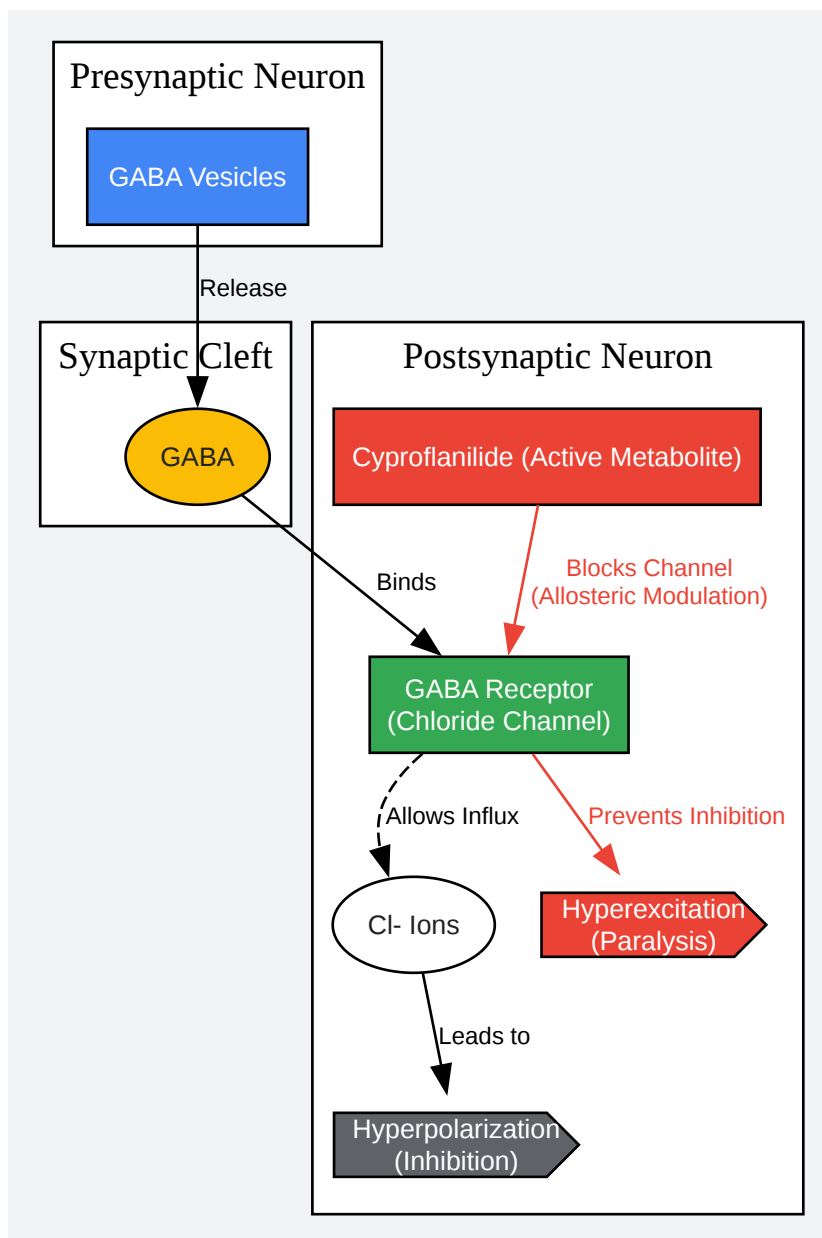 Presynaptic Neuron
GABA Vesicles
Release
Synaptic Cleft
Postsynaptic Neuron
GABA
Cyproflanilide (Active Metabolite)
Binds
Blocks Channel
(Allosteric Modulation)
GABA Receptor
(Chloride Channel)
Allows Influx
Prevents Inhibition
Cl- Ions
Hyperexcitation
(Paralysis)
Leads to
Hyperpolarization
(Inhibition)